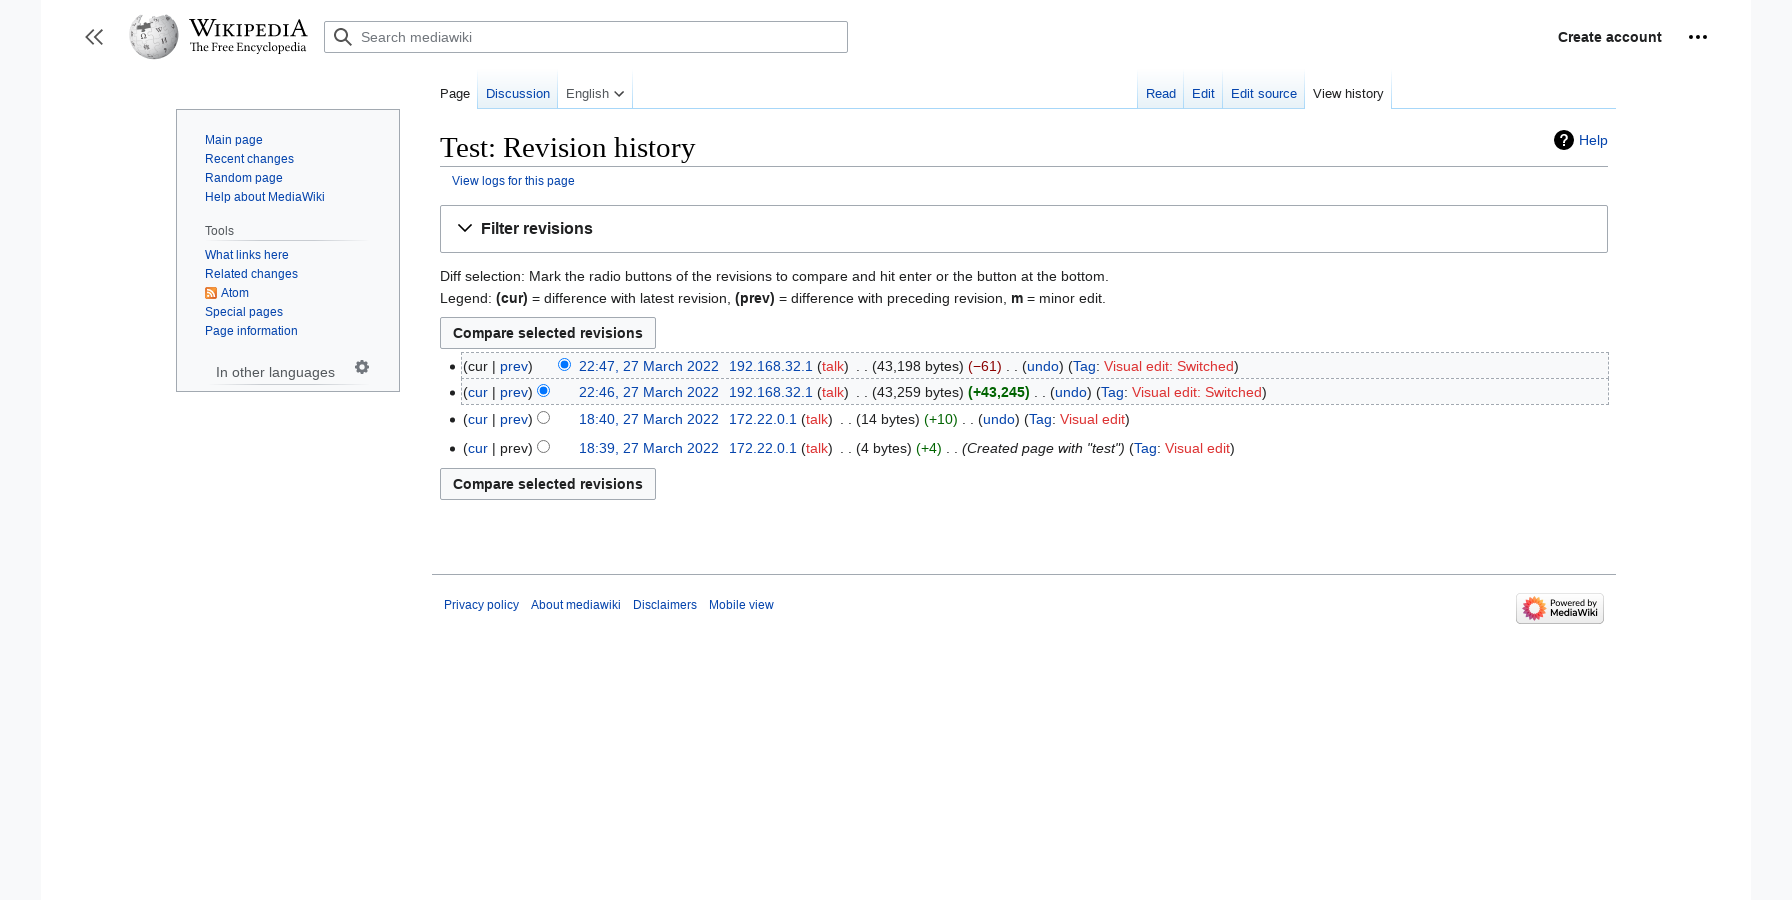 WIKIPEDIA
The Free Encyclopedia
Search mediawiki
Create account
Page
Discussion
English
Read
Edit
Edit source
View history
Main page
Recent changes
Random page
Help about MediaWiki
Tools
What links here
Related changes
Atom
Special pages
Page information
In other languages
Test: Revision history
Help
View logs for this page
Filter revisions
Diff selection: Mark the radio buttons of the revisions to compare and hit enter or the button at the bottom.
Legend: (cur) = difference with latest revision, (prev) = difference with preceding revision, m = minor edit.
Compare selected revisions
(cur | prev) 22:47, 27 March 2022 192.168.32.1 (talk) . . (43,198 bytes) (−61) . . (undo) (Tag: Visual edit: Switched)
(cur | prev) 22:46, 27 March 2022 192.168.32.1 (talk) . . (43,259 bytes) (+43,245) . . (undo) (Tag: Visual edit: Switched)
(cur | prev) 18:40, 27 March 2022 172.22.0.1 (talk) . . (14 bytes) (+10) . . (undo) (Tag: Visual edit)
(cur | prev) 18:39, 27 March 2022 172.22.0.1 (talk) . . (4 bytes) (+4) . . (Created page with "test") (Tag: Visual edit)
Compare selected revisions
Privacy policy
About mediawiki
Disclaimers
Mobile view
Powered by
MediaWiki